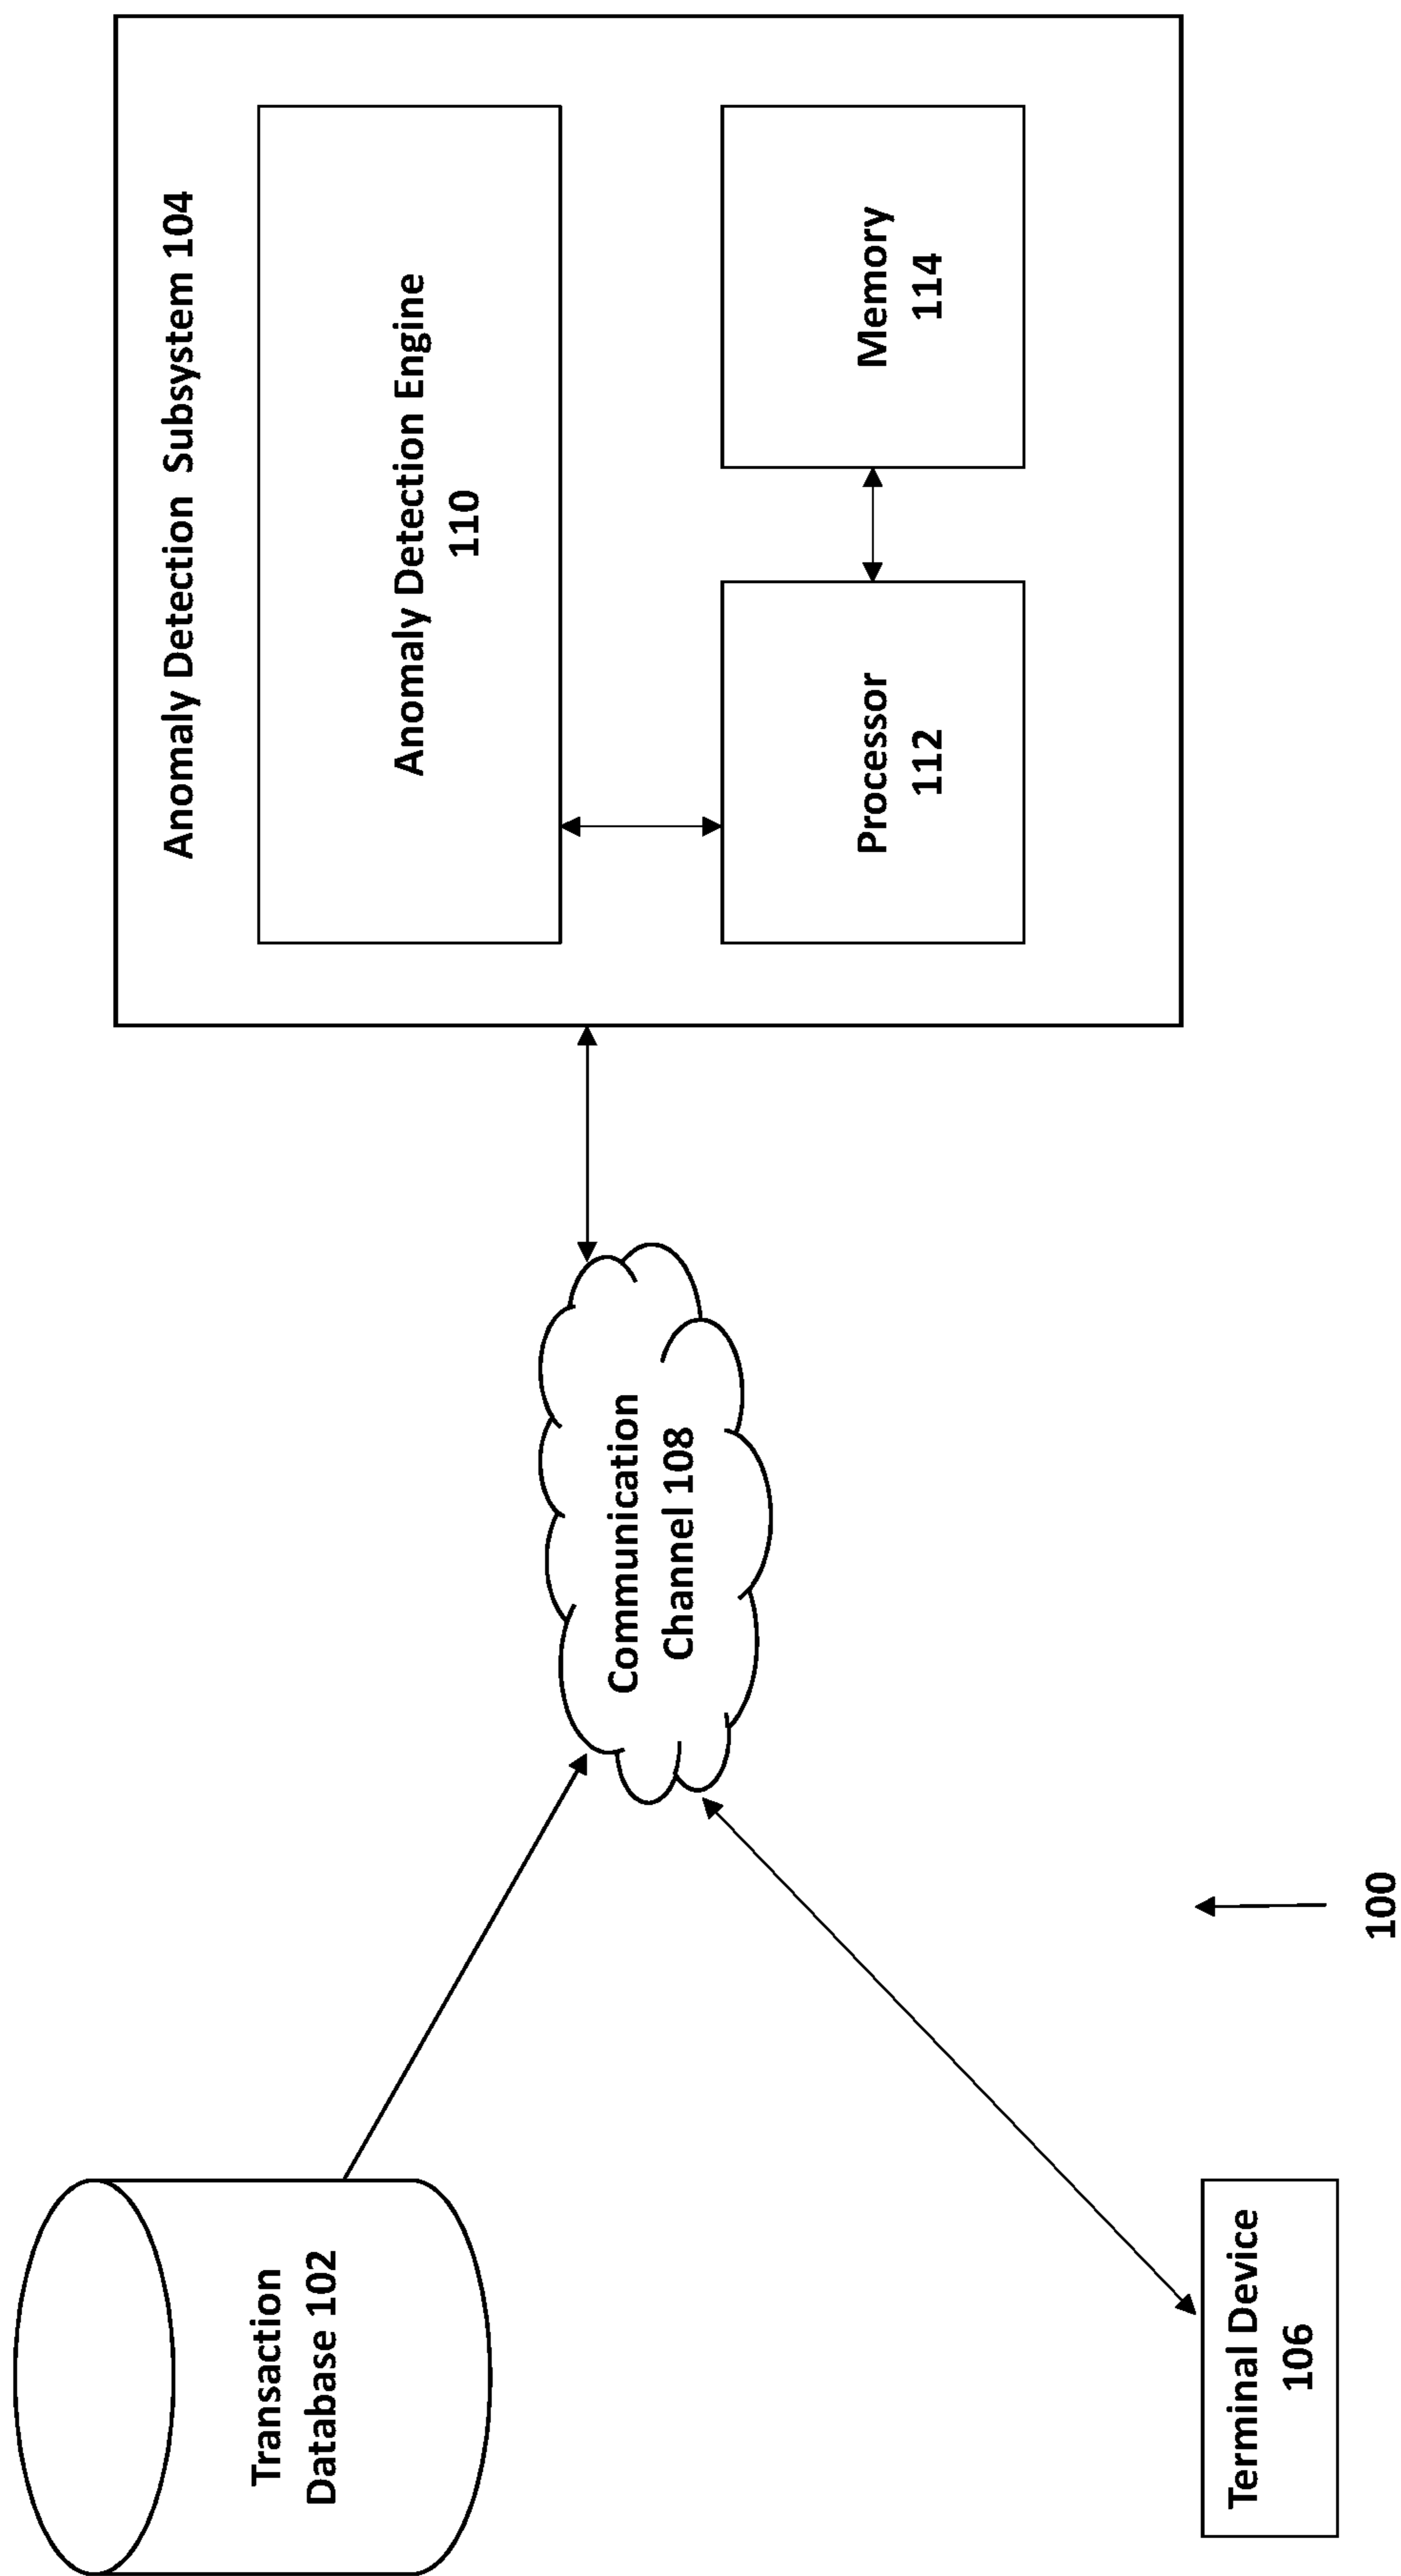 Transaction
Database 102
Terminal Device
106
Communication
Channel 108
Anomaly Detection Subsystem 104
Anomaly Detection Engine
110
Processor
112
Memory
114
100